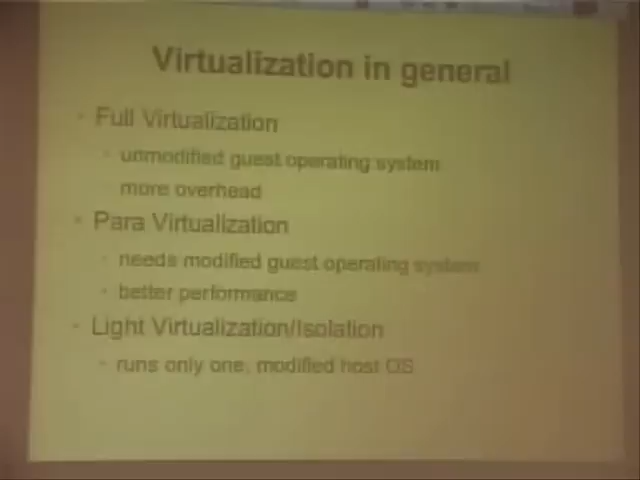 Virtualization in general
Full Virtualization
unmodified guest operating system
more overhead
Para Virtualization
needs modified guest operating system
better performance
Light Virtualization/Isolation
runs only one, modified host OS